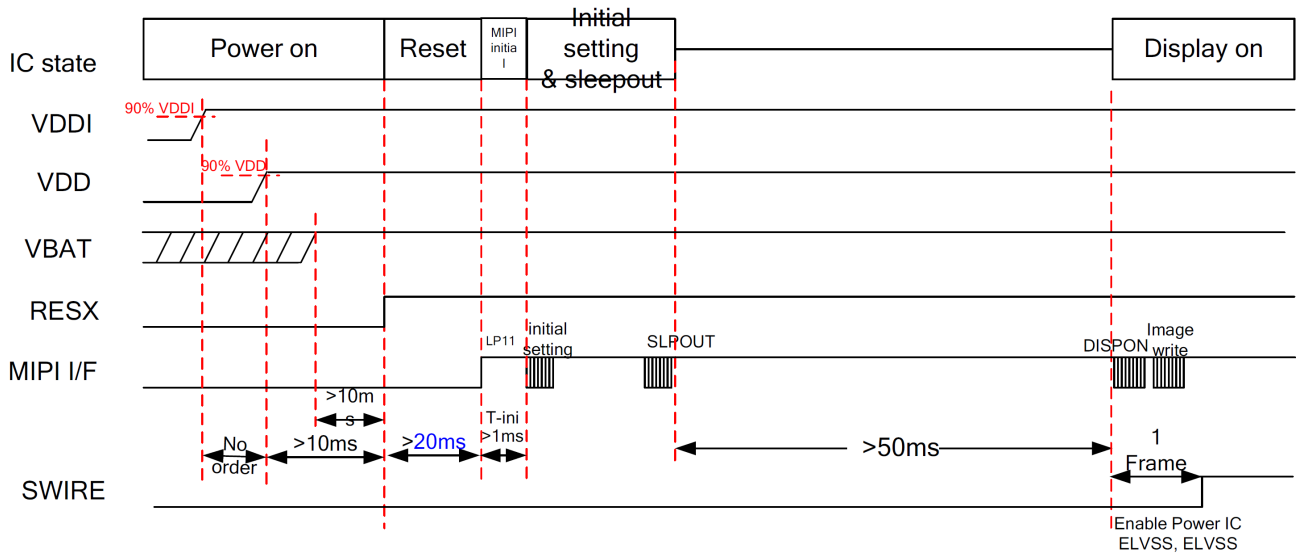 IC state
Power on
Reset
MIPI
initia
l
Initial
setting
& sleepout
Display on
VDDI
90% VDDI
VDD
90% VDD
VBAT
RESX
MIPI I/F
LP11
initial
setting
SLPOUT
DISPON
Image
write
>10m
s
No
order
>10ms
>20ms
T-ini
>1ms
>50ms
1
Frame
SWIRE
Enable Power IC
ELVSS, ELVSS